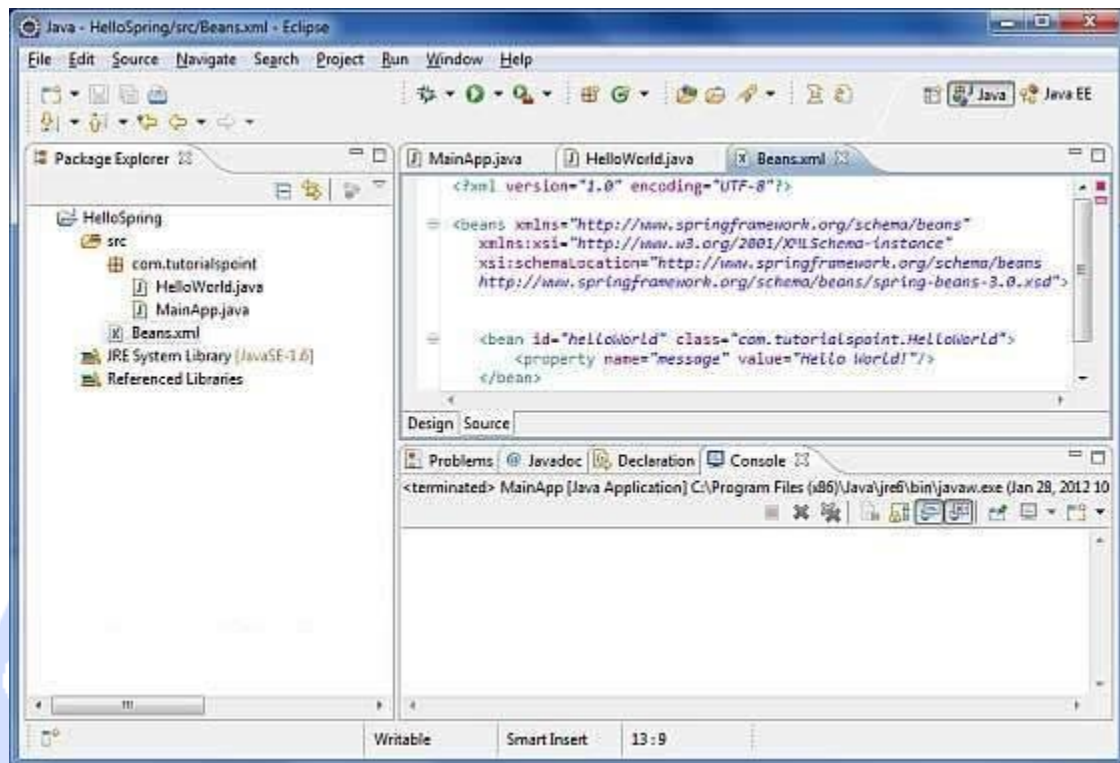 Java - HelloSpring/src/Beans.xml - Eclipse
File Edit Source Navigate Search Project Run Window Help
Java Java EE
Package Explorer
HelloSpring
src
com.tutorialspoint
HelloWorld.java
MainApp.java
Beans.xml
JRE System Library [JavaSE-1.6]
Referenced Libraries
MainApp.java HelloWorld.java Beans.xml
<?xml version="1.0" encoding="UTF-8"?>
<beans xmlns="http://www.springframework.org/schema/beans"
xmlns:xsi="http://www.w3.org/2001/XMLSchema-instance"
xsi:schemaLocation="http://www.springframework.org/schema/beans
http://www.springframework.org/schema/beans/spring-beans-3.0.xsd">
<bean id="helloWorld" class="com.tutorialspoint.HelloWorld">
<property name="message" value="Hello World!"/>
</bean>
Design Source
Problems @ Javadoc Declaration Console
<terminated> MainApp [Java Application] C:\Program Files (x86)\Java\jre6\bin\javaw.exe (Jan 28, 2012 10
Writable Smart Insert 13 : 9